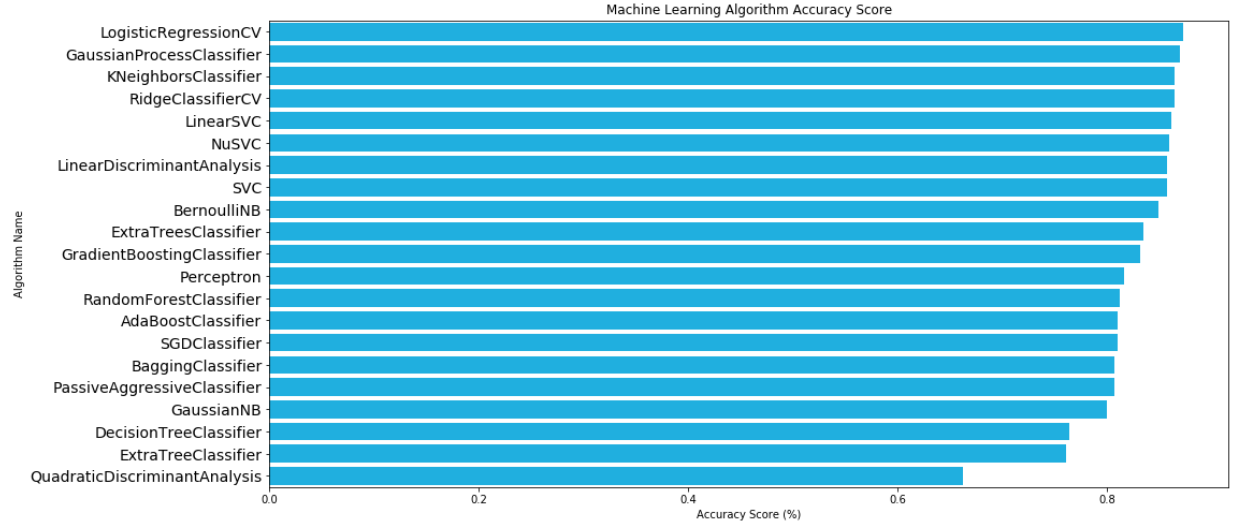 Machine Learning Algorithm Accuracy Score
LogisticRegressionCV
GaussianProcessClassifier
KNeighborsClassifier
RidgeClassifierCV
LinearSVC
NuSVC
LinearDiscriminantAnalysis
SVC
BernoulliNB
ExtraTreesClassifier
GradientBoostingClassifier
Perceptron
RandomForestClassifier
AdaBoostClassifier
SGDClassifier
BaggingClassifier
PassiveAggressiveClassifier
GaussianNB
DecisionTreeClassifier
ExtraTreeClassifier
QuadraticDiscriminantAnalysis
Algorithm Name
0.0 0.2 0.4 0.6 0.8
Accuracy Score (%)